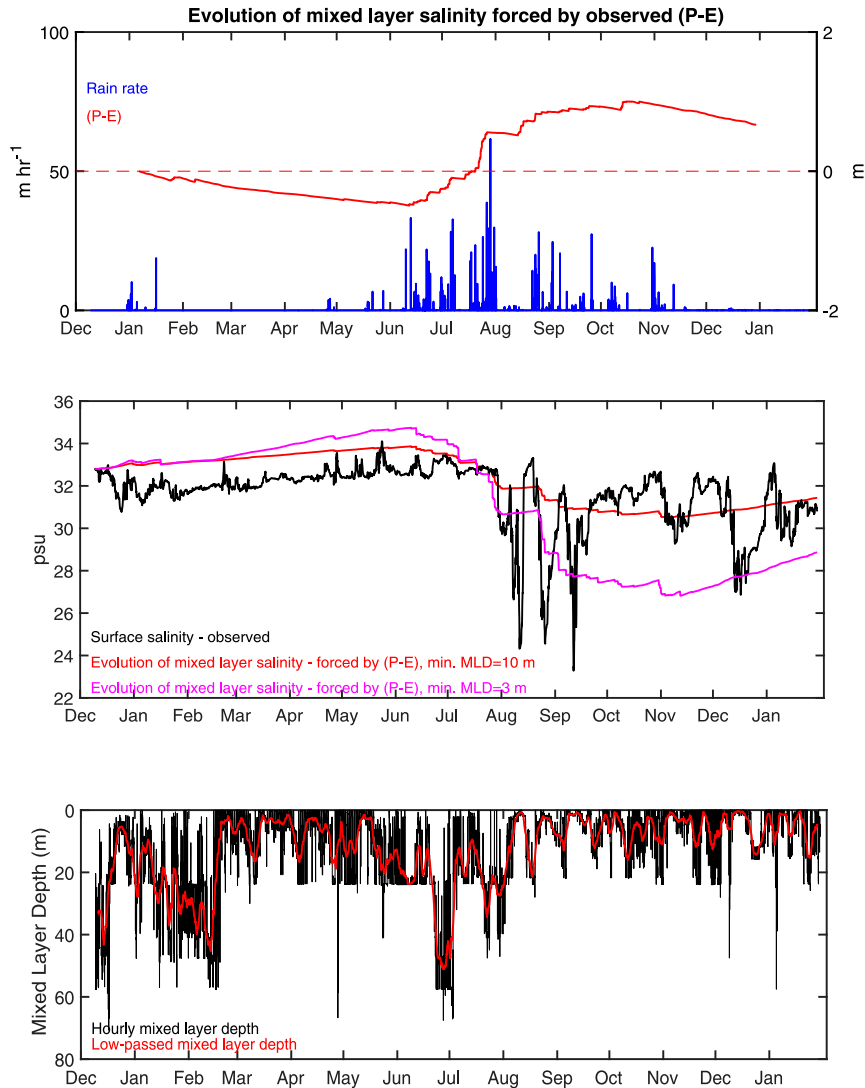 Evolution of mixed layer salinity forced by observed (P-E)
100
2
Rain rate
(P-E)
m hr-1
50
0
m
0
-2
Dec Jan Feb Mar Apr May Jun Jul Aug Sep Oct Nov Dec Jan
36
34
32
30
psu
28
26
Surface salinity - observed
24
Evolution of mixed layer salinity - forced by (P-E), min. MLD=10 m
Evolution of mixed layer salinity - forced by (P-E), min. MLD=3 m
22
Dec Jan Feb Mar Apr May Jun Jul Aug Sep Oct Nov Dec Jan
0
20
Mixed Layer Depth (m)
40
60
Hourly mixed layer depth
Low-passed mixed layer depth
80
Dec Jan Feb Mar Apr May Jun Jul Aug Sep Oct Nov Dec Jan